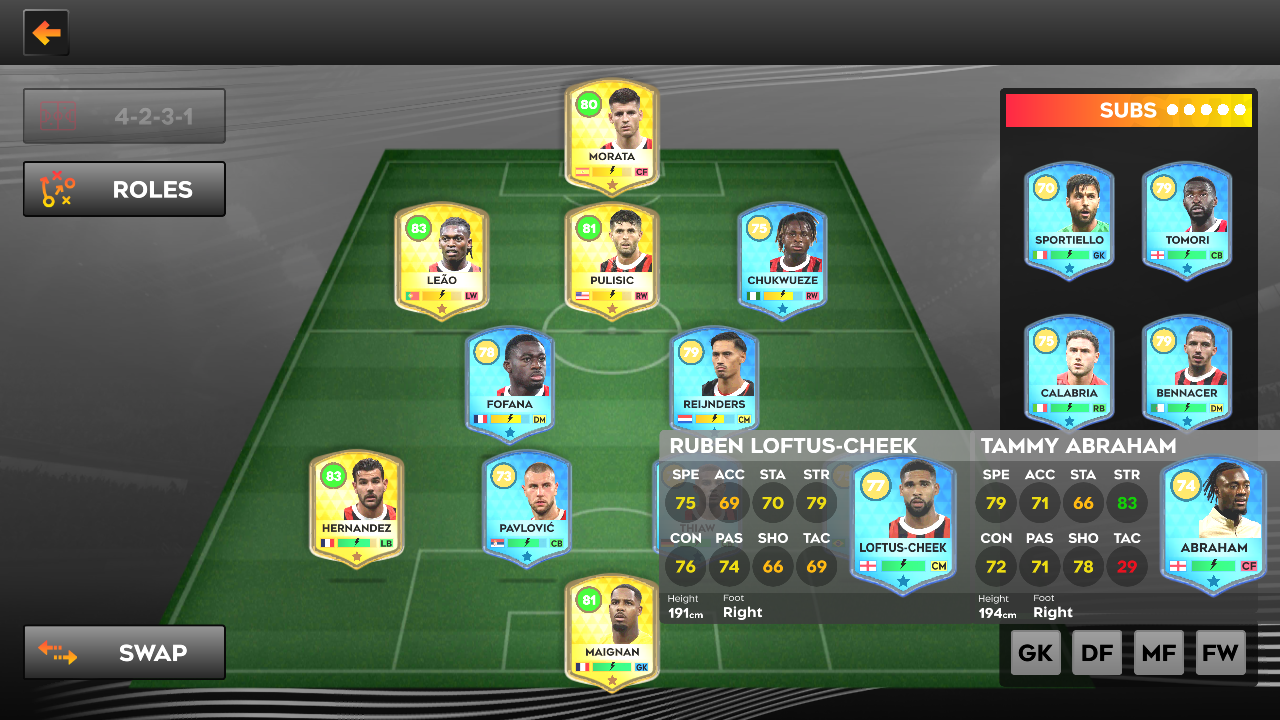 4-2-3-1
ROLES
SWAP
80
MORATA
CF
83
LEÃO
LW
81
PULISIC
RW
75
CHUKWUEZE
RW
78
FOFANA
DM
79
REIJNDERS
CM
83
HERNANDEZ
LB
73
PAVLOVIĆ
CB
THIAW
81
MAIGNAN
GK
SUBS
70
SPORTIELLO
GK
79
TOMORI
CB
75
CALABRIA
RB
79
BENNACER
DM
RUBEN LOFTUS-CHEEK
SPE ACC STA STR
75 69 70 79
CON PAS SHO TAC
76 74 66 69
Height Foot
191cm Right
77
LOFTUS-CHEEK
CM
TAMMY ABRAHAM
SPE ACC STA STR
79 71 66 83
CON PAS SHO TAC
72 71 78 29
Height Foot
194cm Right
74
ABRAHAM
CF
GK DF MF FW